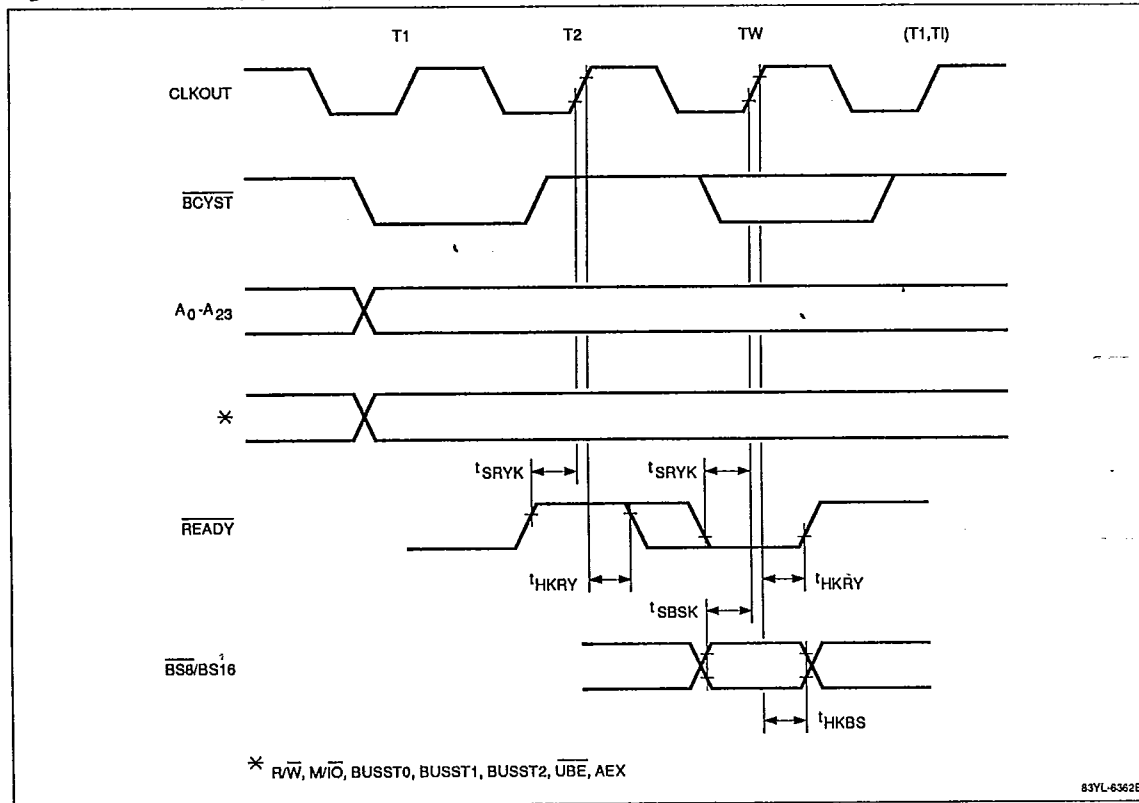 T1 T2 TW (T1,TI)
CLKOUT
BCYST
A0-A23
*
tSRYK tSRYK
READY
tHKRY tHKRY
tSBSK
BS8/BS16
tHKBS
* R/W, M/IO, BUSST0, BUSST1, BUSST2, UBE, AEX
83YL-6362B